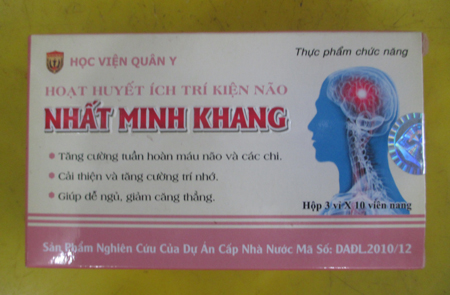 HỌC VIỆN QUÂN Y
Thực phẩm chức năng
HOẠT HUYẾT ÍCH TRÍ KIỆN NÃO
NHẤT MINH KHANG
• Tăng cường tuần hoàn máu não và các chi.
• Cải thiện và tăng cường trí nhớ.
• Giúp dễ ngủ, giảm căng thẳng.
Hộp 3 vỉ X 10 viên nang
Sản Phẩm Nghiên Cứu Của Dự Án Cấp Nhà Nước Mã Số: DAĐL.2010/12